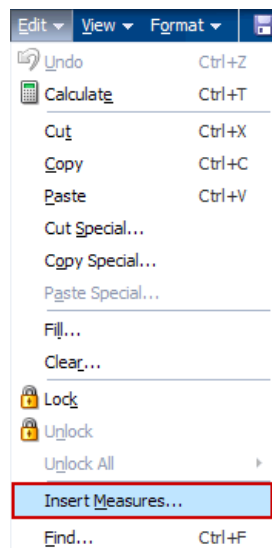 Edit View Format
Undo Ctrl+Z
Calculate Ctrl+T
Cut Ctrl+X
Copy Ctrl+C
Paste Ctrl+V
Cut Special...
Copy Special...
Paste Special...
Fill...
Clear...
Lock
Unlock
Unlock All
Insert Measures...
Find... Ctrl+F